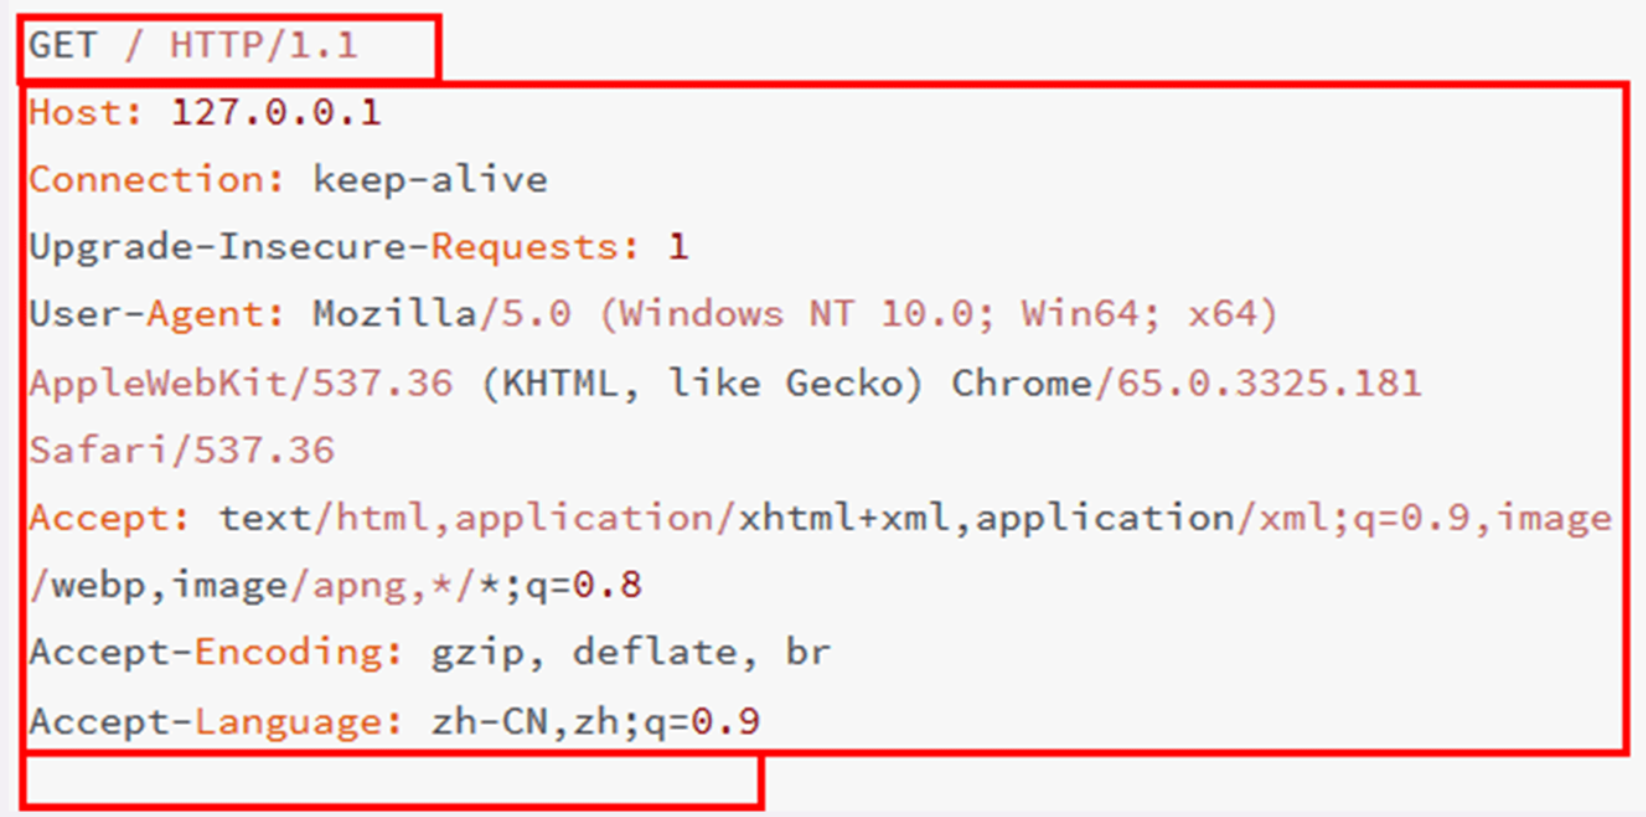 GET / HTTP/1.1
Host: 127.0.0.1
Connection: keep-alive
Upgrade-Insecure-Requests: 1
User-Agent: Mozilla/5.0 (Windows NT 10.0; Win64; x64)
AppleWebKit/537.36 (KHTML, like Gecko) Chrome/65.0.3325.181
Safari/537.36
Accept: text/html,application/xhtml+xml,application/xml;q=0.9,image
/webp,image/apng,*/*;q=0.8
Accept-Encoding: gzip, deflate, br
Accept-Language: zh-CN,zh;q=0.9